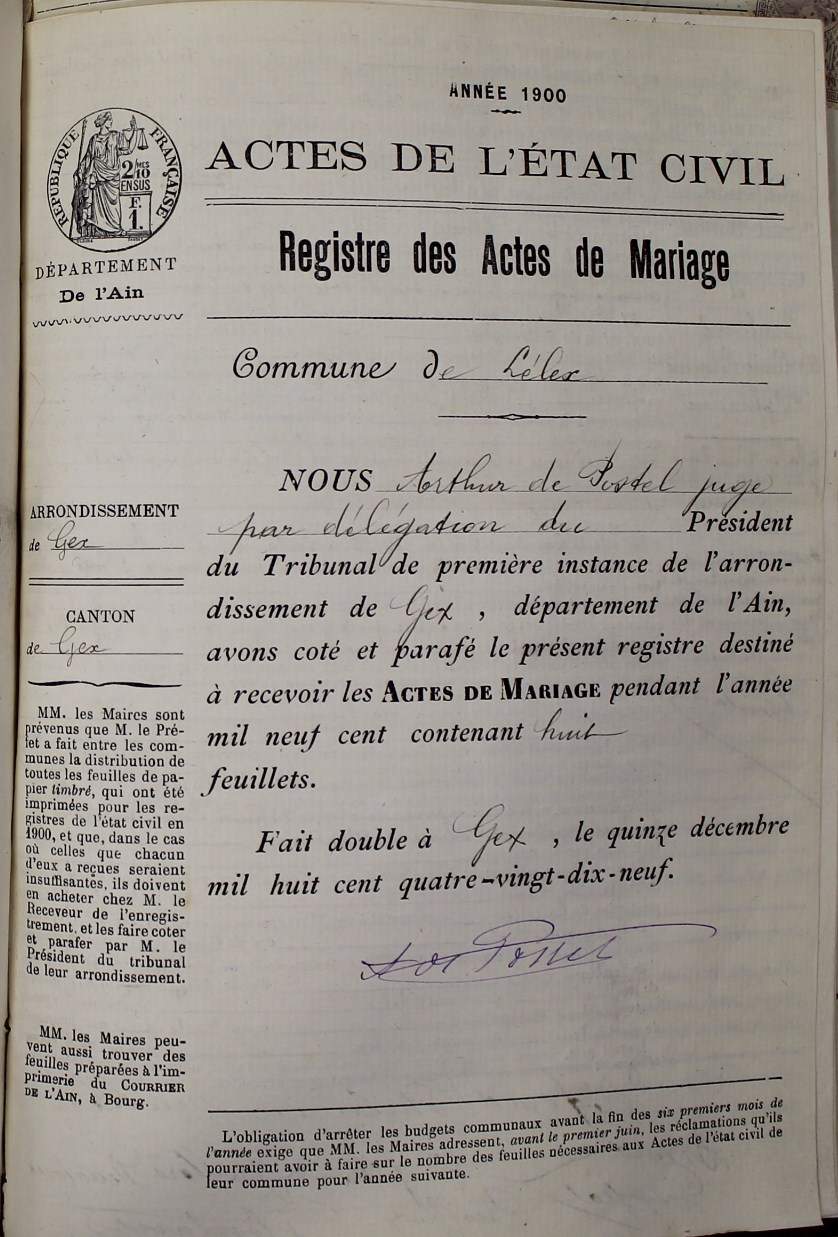 ANNÉE 1900
ACTES DE L'ÉTAT CIVIL
Registre des Actes de Mariage
Commune de Lélex
RÉPUBLIQUE FRANÇAISE
2/10
EN SUS
F.
1.
DÉPARTEMENT
De l'Ain
ARRONDISSEMENT
de Gex
CANTON
de Gex
MM. les Maires sont
prévenus que M. le Pré-
fet a fait entre les com-
munes la distribution de
toutes les feuilles de pa-
pier timbré, qui ont été
imprimées pour les re-
gistres de l'état civil en
1900, et que, dans le cas
où celles que chacun
d'eux a reçues seraient
insuffisantes, ils doivent
en acheter chez M. le
Receveur de l'enregis-
trement, et les faire coter
et parafer par M. le
Président du tribunal
de leur arrondissement.
MM. les Maires peu-
vent aussi trouver des
feuilles préparées à l'im-
primerie du COURRIER
DE L'AIN, à Bourg.
NOUS Arthur de Postel juge
par délégation du Président
du Tribunal de première instance de l'arron-
dissement de Gex, département de l'Ain,
avons coté et parafé le présent registre destiné
à recevoir les ACTES DE MARIAGE pendant l'année
mil neuf cent contenant huit
feuillets.
Fait double à Gex, le quinze décembre
mil huit cent quatre-vingt-dix-neuf.
A de Postel
L'obligation d'arrêter les budgets communaux avant la fin des six premiers mois de
l'année exige que MM. les Maires adressent, avant le premier juin, les réclamations qu'ils
pourraient avoir à faire sur le nombre des feuilles nécessaires aux Actes de l'état civil de
leur commune pour l'année suivante.